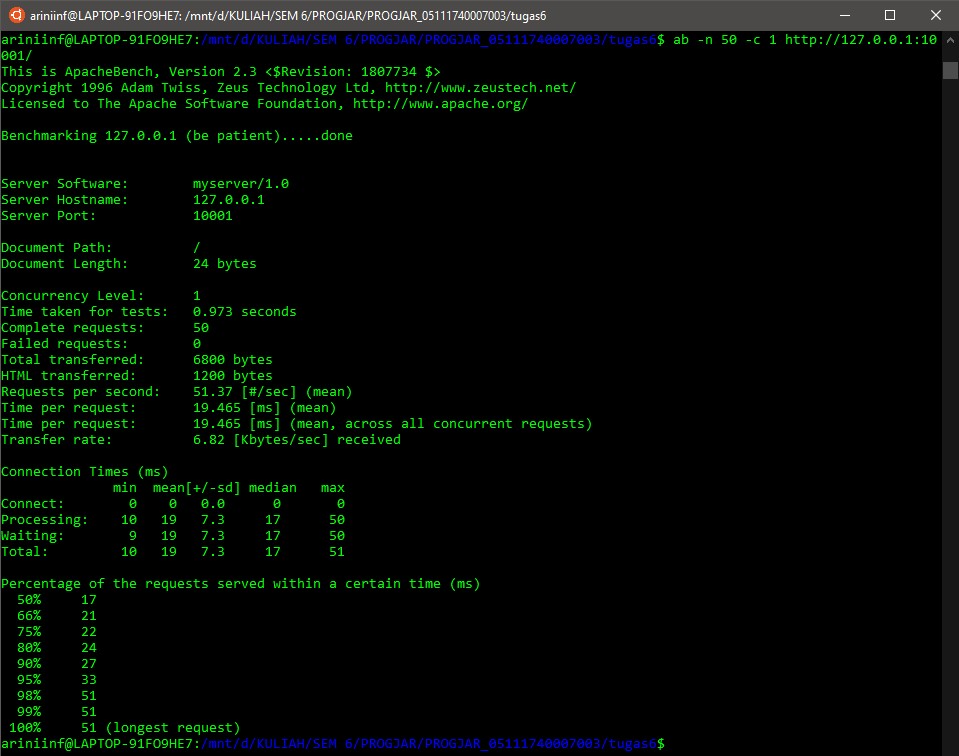 ariniinf@LAPTOP-91FO9HE7: /mnt/d/KULIAH/SEM 6/PROGJAR/PROGJAR_05111740007003/tugas6
ariniinf@LAPTOP-91FO9HE7:/mnt/d/KULIAH/SEM 6/PROGJAR/PROGJAR_05111740007003/tugas6$ ab -n 50 -c 1 http://127.0.0.1:10
001/
This is ApacheBench, Version 2.3 <$Revision: 1807734 $>
Copyright 1996 Adam Twiss, Zeus Technology Ltd, http://www.zeustech.net/
Licensed to The Apache Software Foundation, http://www.apache.org/
Benchmarking 127.0.0.1 (be patient).....done
Server Software:        myserver/1.0
Server Hostname:        127.0.0.1
Server Port:            10001
Document Path:          /
Document Length:        24 bytes
Concurrency Level:      1
Time taken for tests:   0.973 seconds
Complete requests:      50
Failed requests:        0
Total transferred:      6800 bytes
HTML transferred:       1200 bytes
Requests per second:    51.37 [#/sec] (mean)
Time per request:       19.465 [ms] (mean)
Time per request:       19.465 [ms] (mean, across all concurrent requests)
Transfer rate:          6.82 [Kbytes/sec] received
Connection Times (ms)
              min  mean[+/-sd] median   max
Connect:        0    0   0.0      0       0
Processing:    10   19   7.3     17      50
Waiting:        9   19   7.3     17      50
Total:         10   19   7.3     17      51
Percentage of the requests served within a certain time (ms)
  50%     17
  66%     21
  75%     22
  80%     24
  90%     27
  95%     33
  98%     51
  99%     51
 100%     51 (longest request)
ariniinf@LAPTOP-91FO9HE7:/mnt/d/KULIAH/SEM 6/PROGJAR/PROGJAR_05111740007003/tugas6$